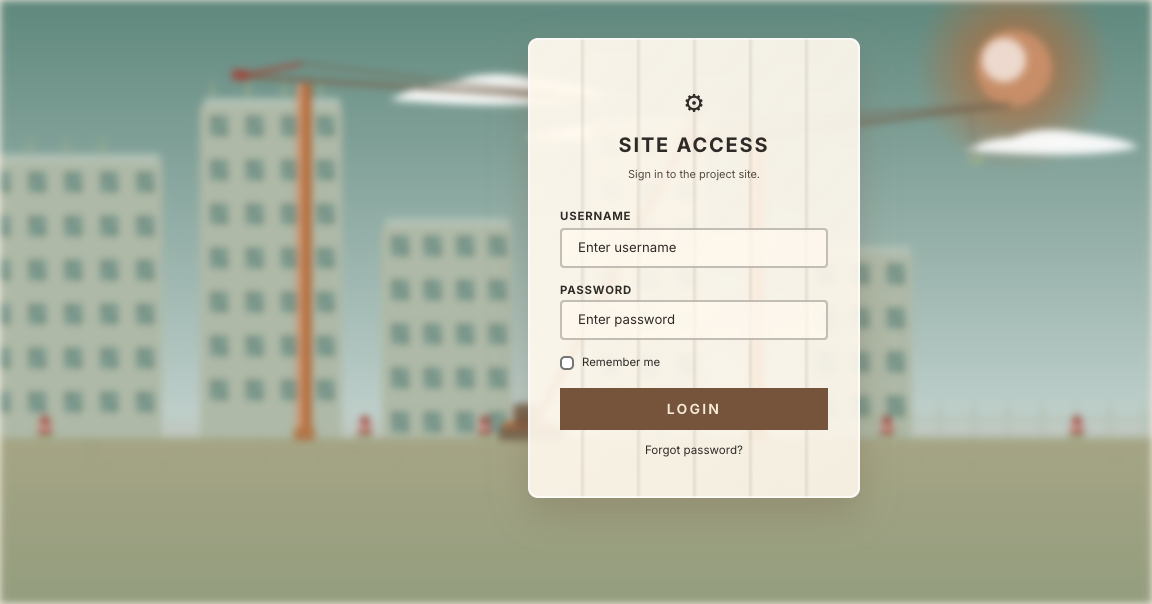 SITE ACCESS
Sign in to the project site.
USERNAME
Enter username
PASSWORD
Enter password
Remember me
LOGIN
Forgot password?